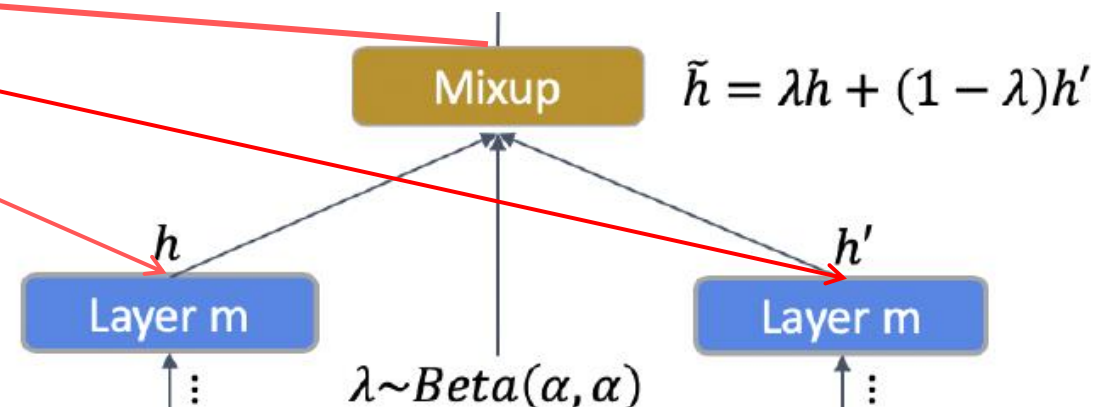 Mixup
h̃ = λh + (1 − λ)h′
h
h′
Layer m
Layer m
⋮
λ~Beta(α, α)
⋮